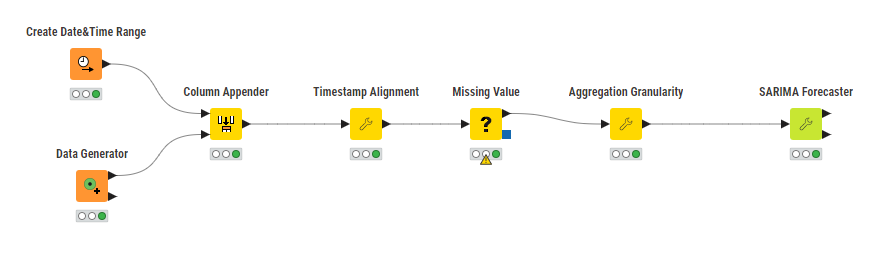 Create Date&Time Range
Column Appender
Timestamp Alignment
Missing Value
Aggregation Granularity
SARIMA Forecaster
?
Data Generator